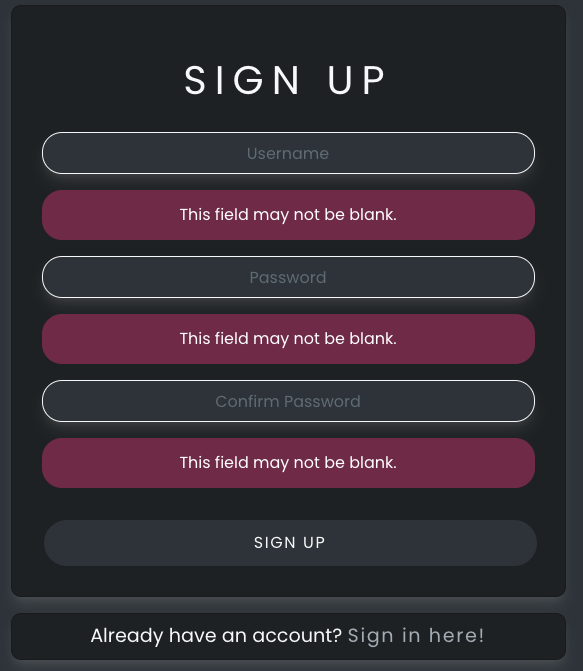 SIGN UP
Username
This field may not be blank.
Password
This field may not be blank.
Confirm Password
This field may not be blank.
SIGN UP
Already have an account? Sign in here!